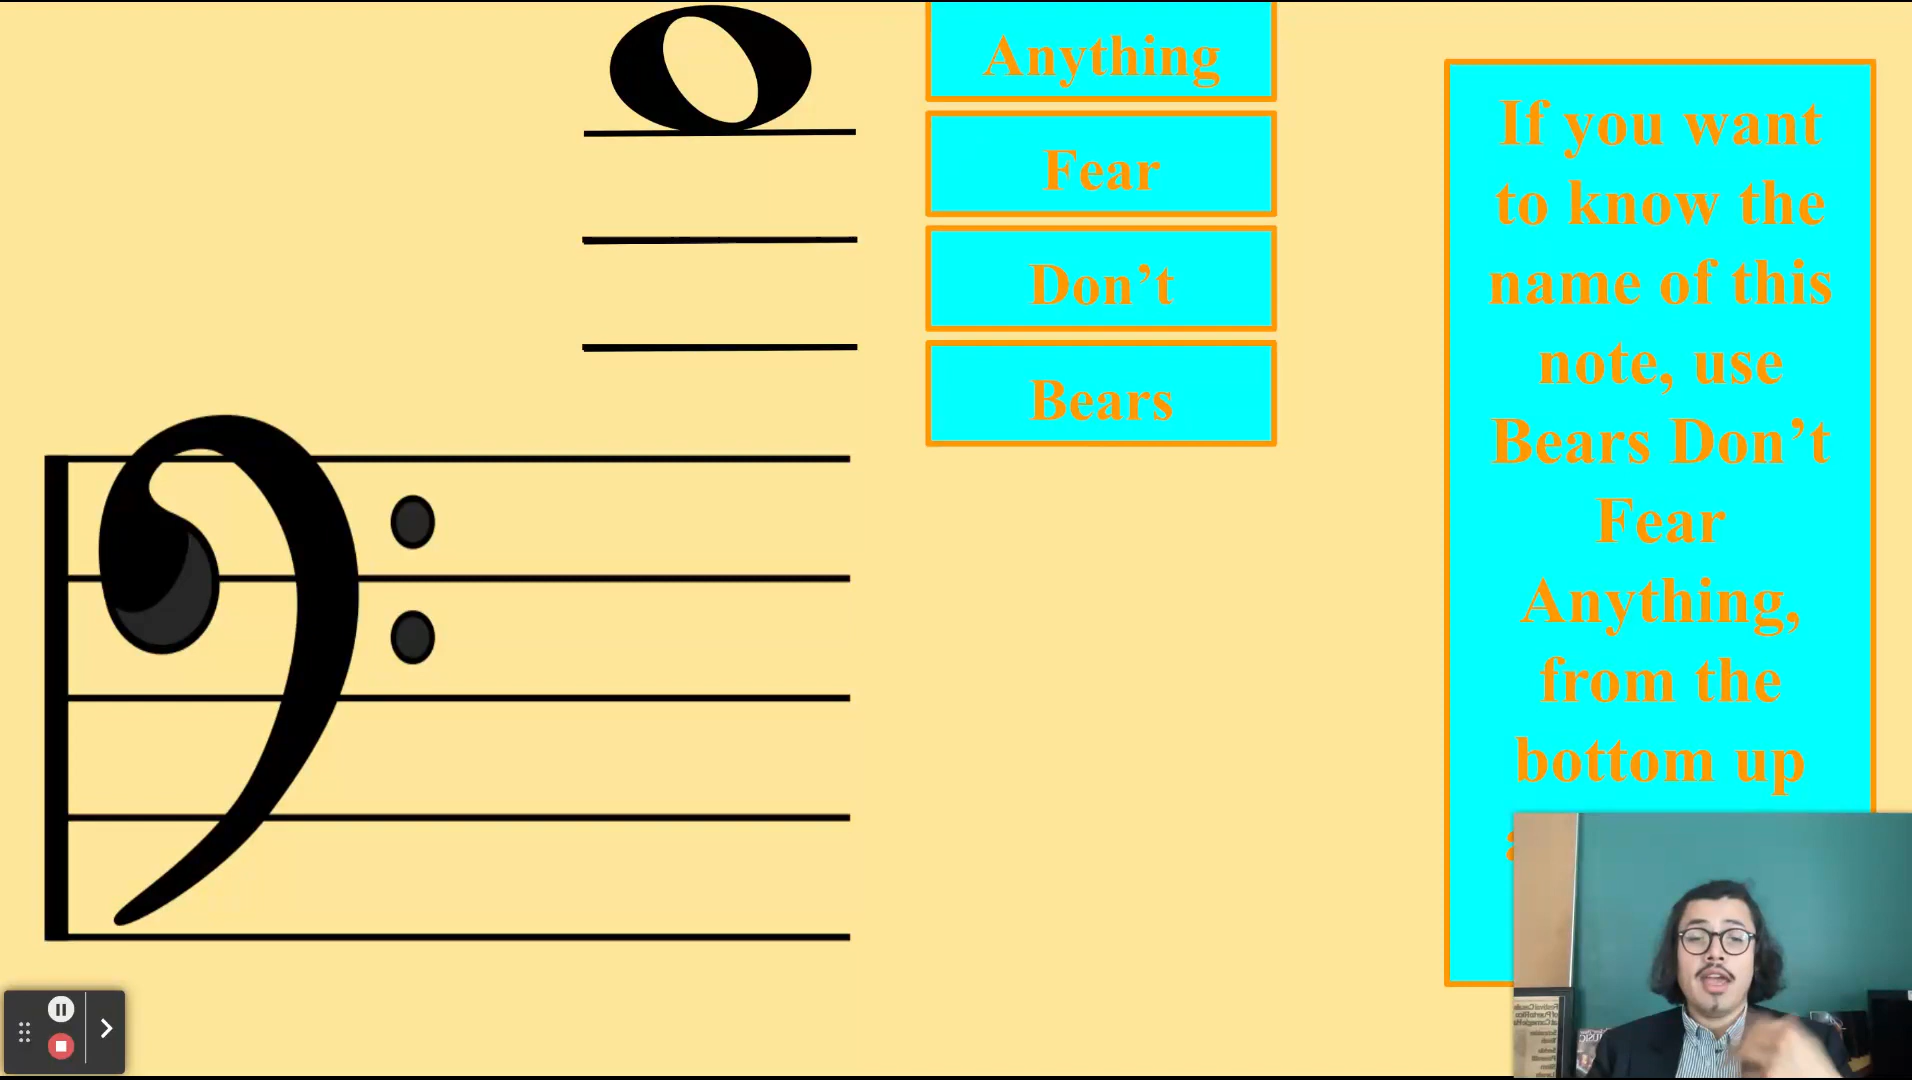 Anything
Fear
Don’t
Bears
If you want
to know the
name of this
note, use
Bears Don’t
Fear
Anything,
from the
bottom up